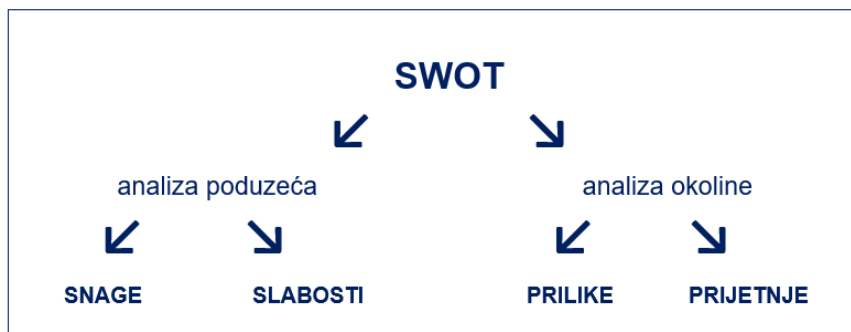 SWOT
analiza poduzeća analiza okoline
SNAGE SLABOSTI PRILIKE PRIJETNJE